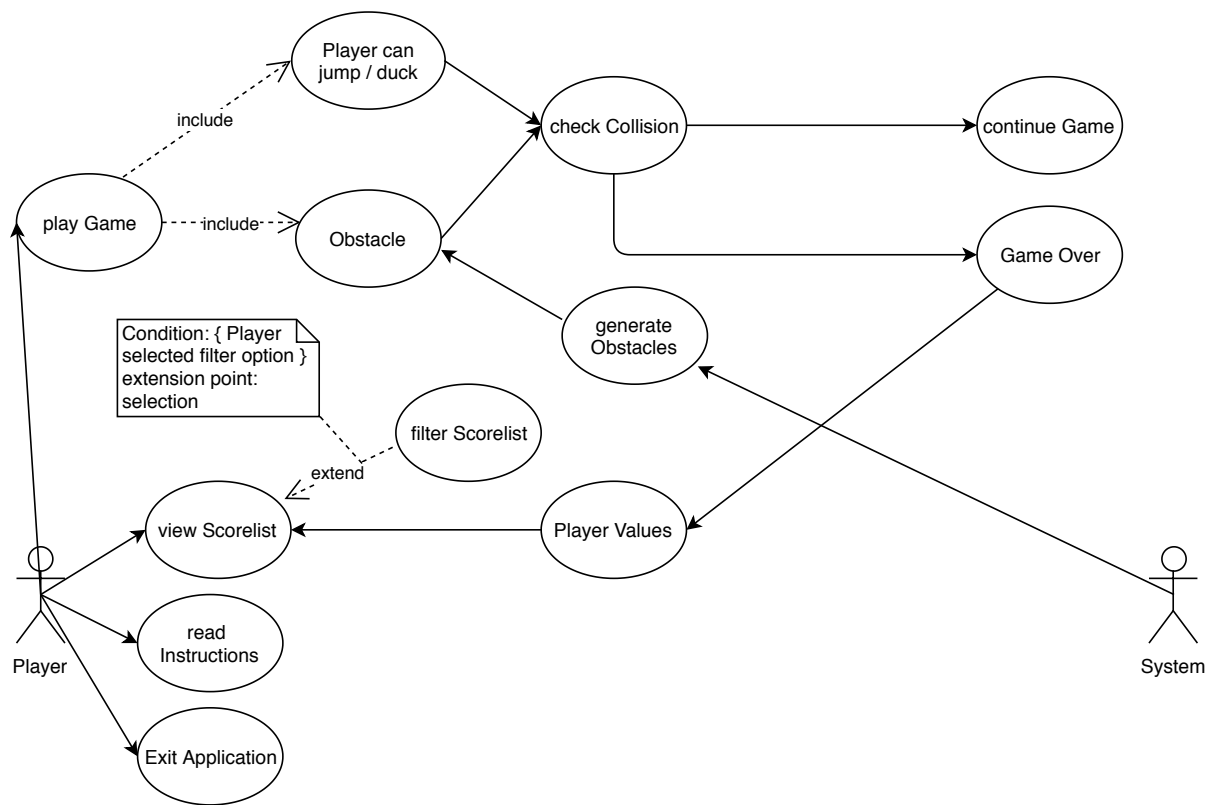 Player can
jump / duck
include
check Collision
continue Game
play Game
include
Obstacle
Game Over
generate
Obstacles
Condition: { Player
selected filter option }
extension point:
selection
filter Scorelist
extend
view Scorelist
Player Values
read
Instructions
Player
System
Exit Application